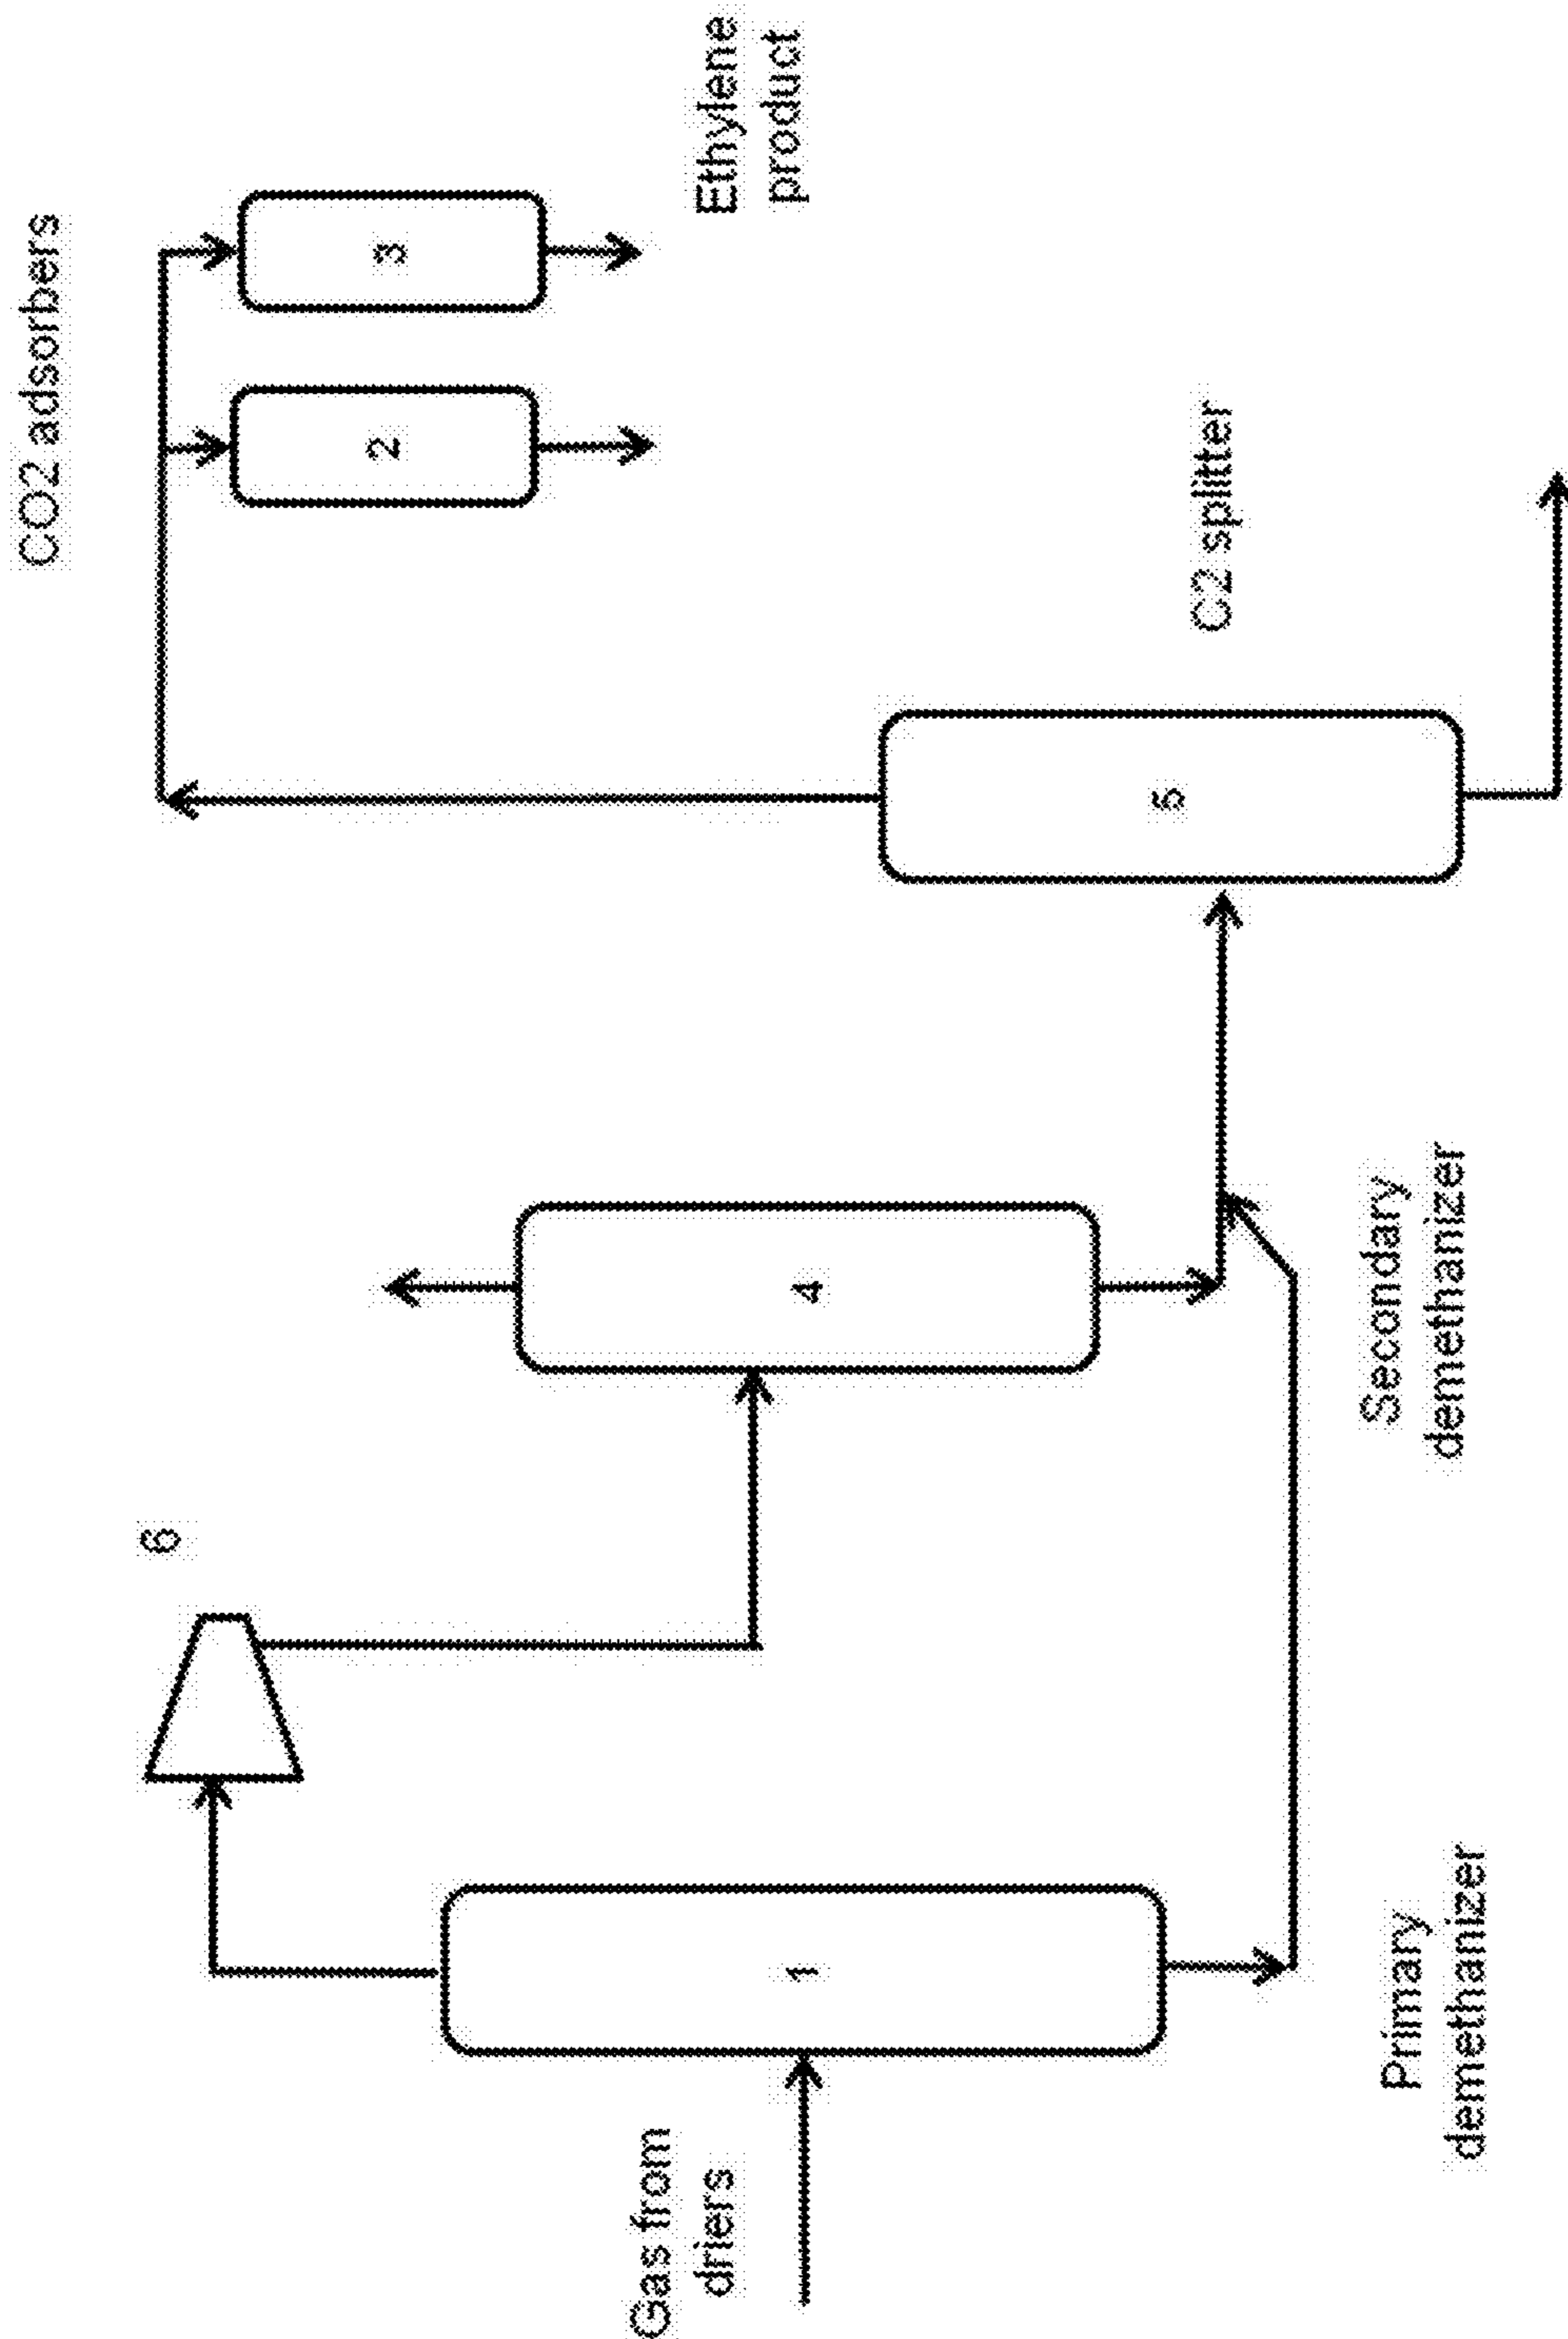 CO2 adsorbers
6
3
2
Ethylene
product
1
4
5
Gas from
driers
C2 splitter
Primary
demethanizer
Secondary
demethanizer